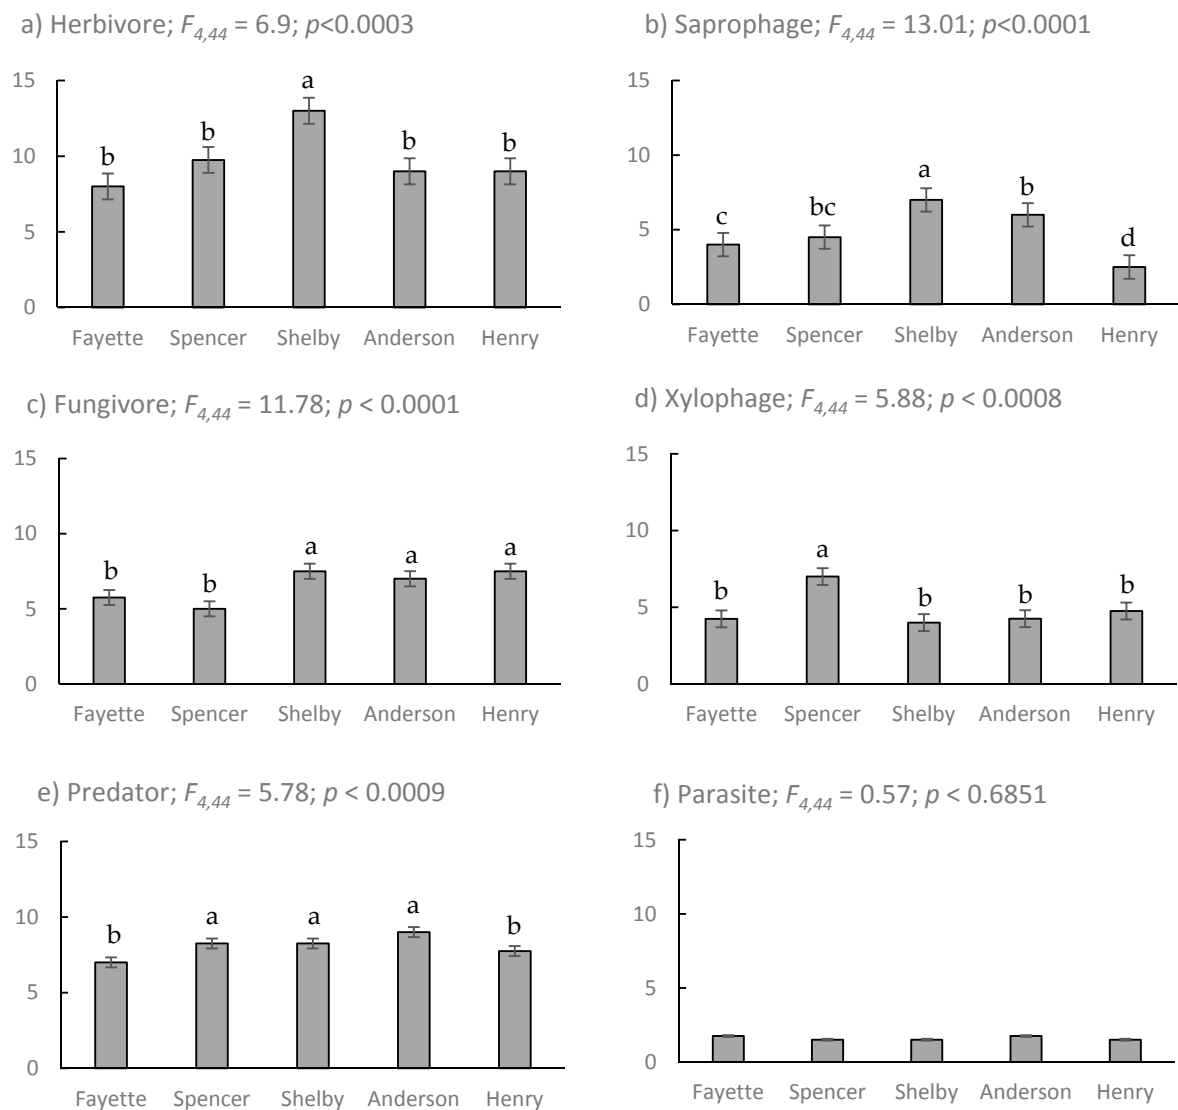 a) Herbivore; F4,44 = 6.9; p<0.0003
15
10
5
0
a
b
b
b
b
Fayette Spencer Shelby Anderson Henry
b) Saprophage; F4,44 = 13.01; p<0.0001
15
10
5
0
c
bc
a
b
d
Fayette Spencer Shelby Anderson Henry
c) Fungivore; F4,44 = 11.78; p < 0.0001
15
10
5
0
b
b
a
a
a
Fayette Spencer Shelby Anderson Henry
d) Xylophage; F4,44 = 5.88; p < 0.0008
15
10
5
0
b
a
b
b
b
Fayette Spencer Shelby Anderson Henry
e) Predator; F4,44 = 5.78; p < 0.0009
15
10
5
0
b
a
a
a
b
Fayette Spencer Shelby Anderson Henry
f) Parasite; F4,44 = 0.57; p < 0.6851
15
10
5
0
Fayette Spencer Shelby Anderson Henry